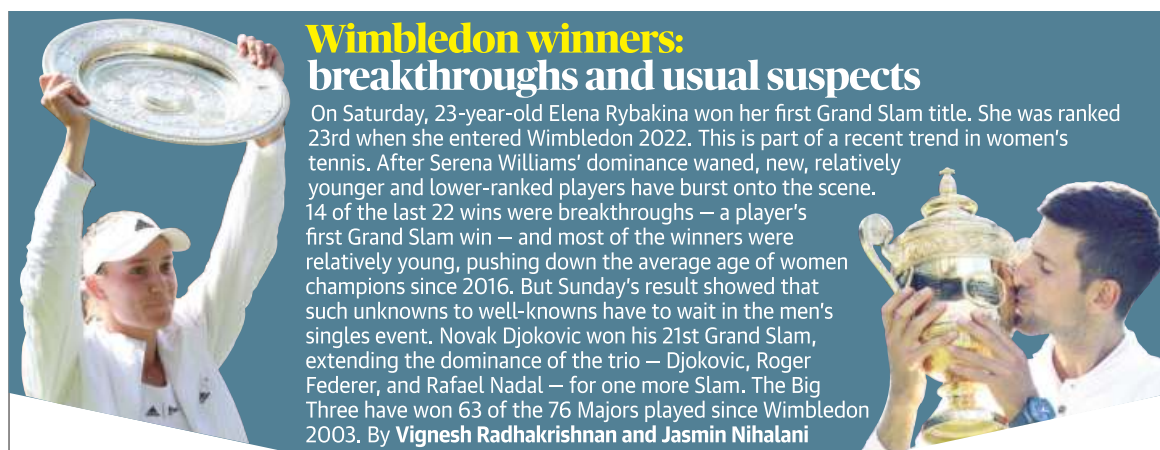 Wimbledon winners:
breakthroughs and usual suspects
On Saturday, 23-year-old Elena Rybakina won her first Grand Slam title. She was ranked
23rd when she entered Wimbledon 2022. This is part of a recent trend in women's
tennis. After Serena Williams' dominance waned, new, relatively
younger and lower-ranked players have burst onto the scene.
14 of the last 22 wins were breakthroughs — a player's
first Grand Slam win — and most of the winners were
relatively young, pushing down the average age of women
champions since 2016. But Sunday's result showed that
such unknowns to well-knowns have to wait in the men's
singles event. Novak Djokovic won his 21st Grand Slam,
extending the dominance of the trio — Djokovic, Roger
Federer, and Rafael Nadal — for one more Slam. The Big
Three have won 63 of the 76 Majors played since Wimbledon
2003. By Vignesh Radhakrishnan and Jasmin Nihalani